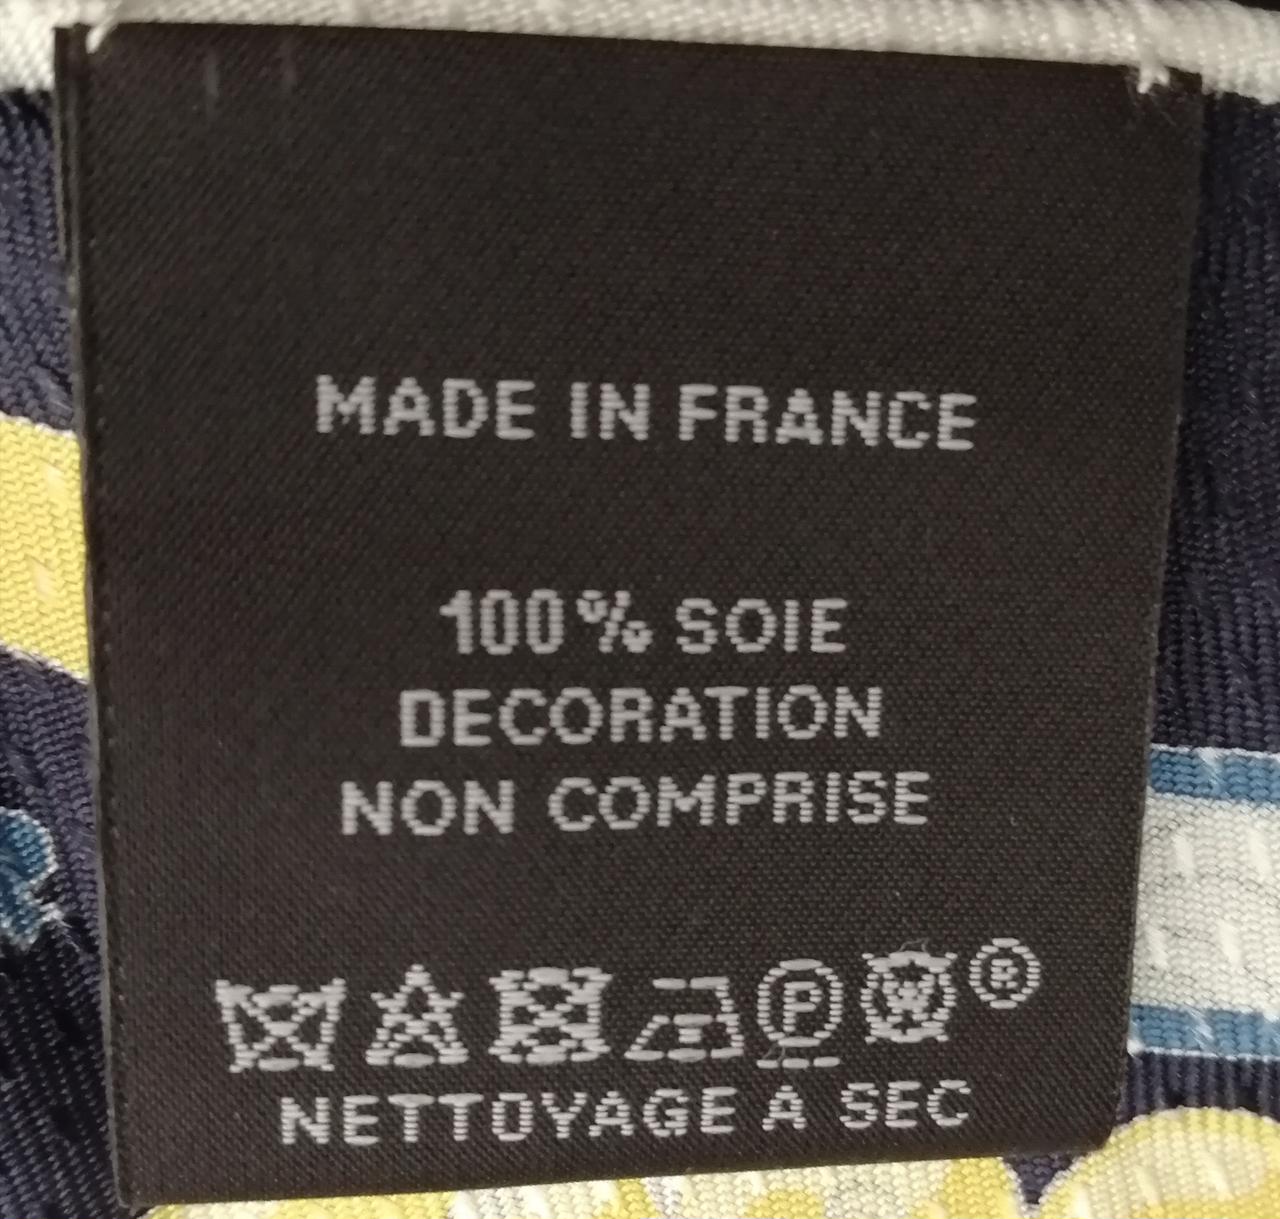 MADE IN FRANCE
100% SOIE
DECORATION
NON COMPRISE
P W ®
NETTOYAGE A SEC